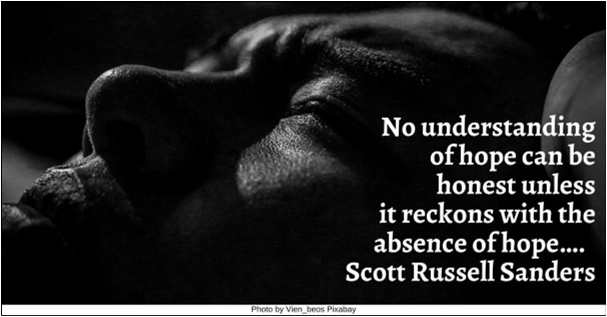 No understanding
of hope can be
honest unless
it reckons with the
absence of hope....
Scott Russell Sanders
Photo by Vien_beos Pixabay